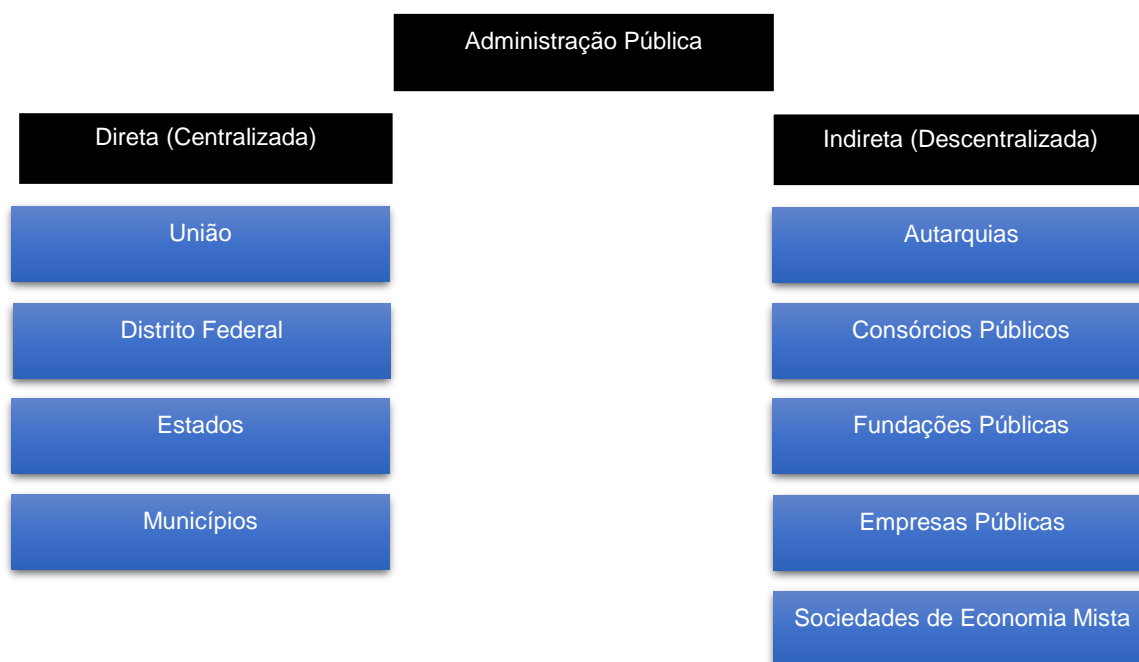 Administração Pública
Direta (Centralizada)
União
Distrito Federal
Estados
Municípios
Indireta (Descentralizada)
Autarquias
Consórcios Públicos
Fundações Públicas
Empresas Públicas
Sociedades de Economia Mista